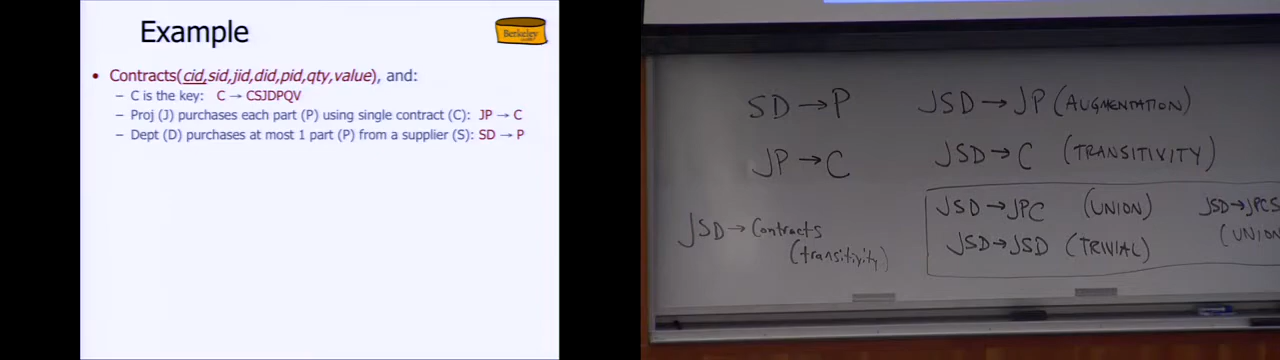 Example
Berkeley
• Contracts(cid,sid,jid,did,pid,qty,value), and:
– C is the key: C → CSJDPQV
– Proj (J) purchases each part (P) using single contract (C): JP → C
– Dept (D) purchases at most 1 part (P) from a supplier (S): SD → P
SD → P
JP → C
JSD → Contracts
(transitivity)
JSD → JP (AUGMENTATION)
JSD → C (TRANSITIVITY)
JSD → JPC (UNION)
JSD → JSD (TRIVIAL)
JSD → JPCS
(UNION